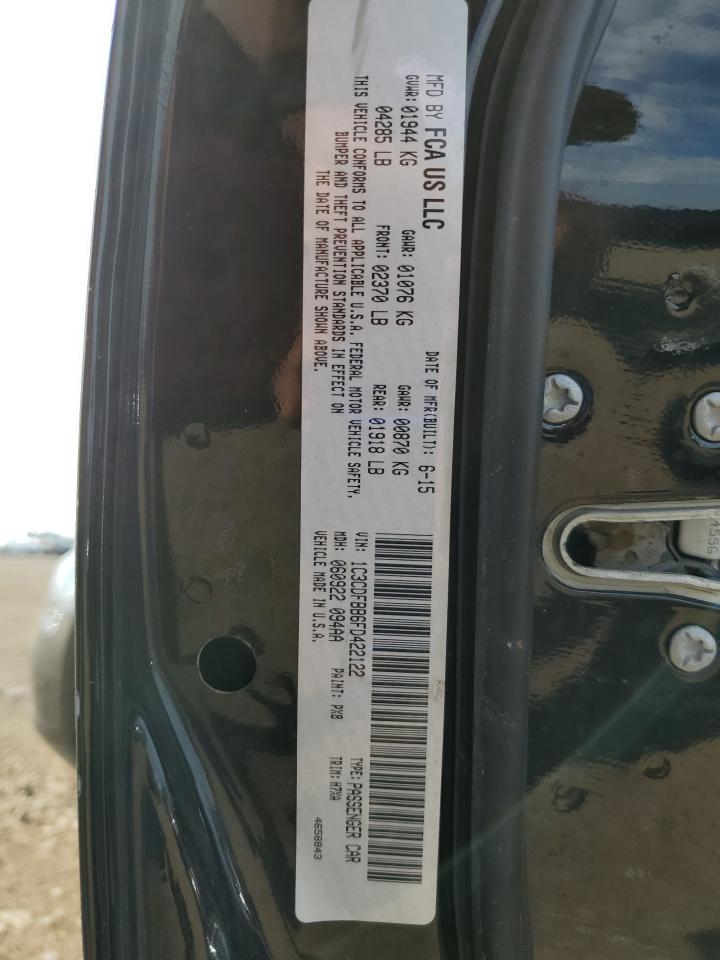 MFD BY FCA US LLC
DATE OF MFR(BUILT): 6-15
GVWR: 01944 KG
GAWR: 01076 KG
GAWR: 00870 KG
04285 LB
FRONT: 02370 LB
REAR: 01918 LB
THIS VEHICLE CONFORMS TO ALL APPLICABLE U.S.A. FEDERAL MOTOR VEHICLE SAFETY,
BUMPER AND THEFT PREVENTION STANDARDS IN EFFECT ON
THE DATE OF MANUFACTURE SHOWN ABOVE.
VIN: 1C3CDFBB6FD422122
TYPE: PASSENGER CAR
MDH: 060922 094AA
PAINT: PX8
TRIM: H7XA
VEHICLE MADE IN U.S.A.
4658843